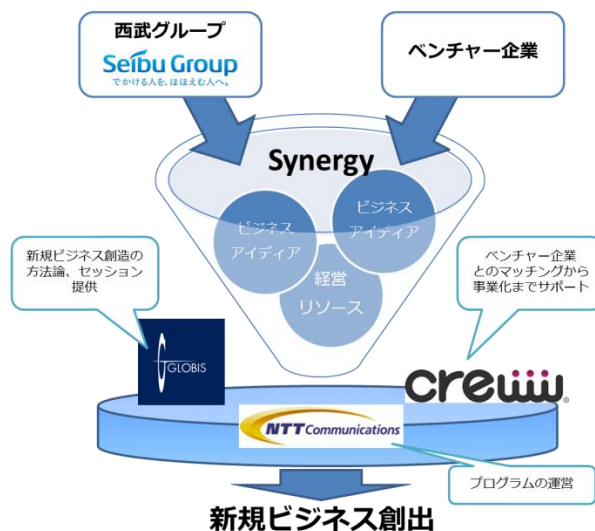 西武グループ
Seibu Group
でかける人を、ほほえむ人へ。
ベンチャー企業
Synergy
ビジネス
アイディア
ビジネス
アイディア
経営
リソース
新規ビジネス創造の
方法論、セッション
提供
ベンチャー企業
とのマッチングから
事業化までサポート
GLOBIS
creww
NTT Communications
プログラムの運営
新規ビジネス創出